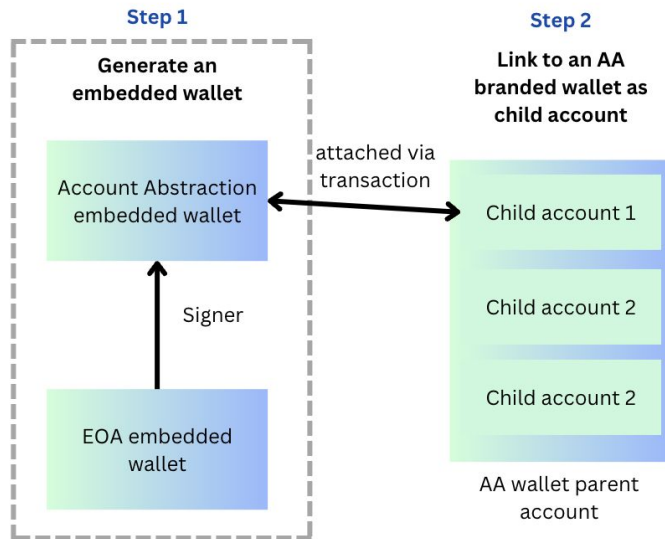 Step 1
Generate an
embedded wallet
Account Abstraction
embedded wallet
Signer
EOA embedded
wallet
attached via
transaction
Step 2
Link to an AA
branded wallet as
child account
Child account 1
Child account 2
Child account 2
AA wallet parent
account